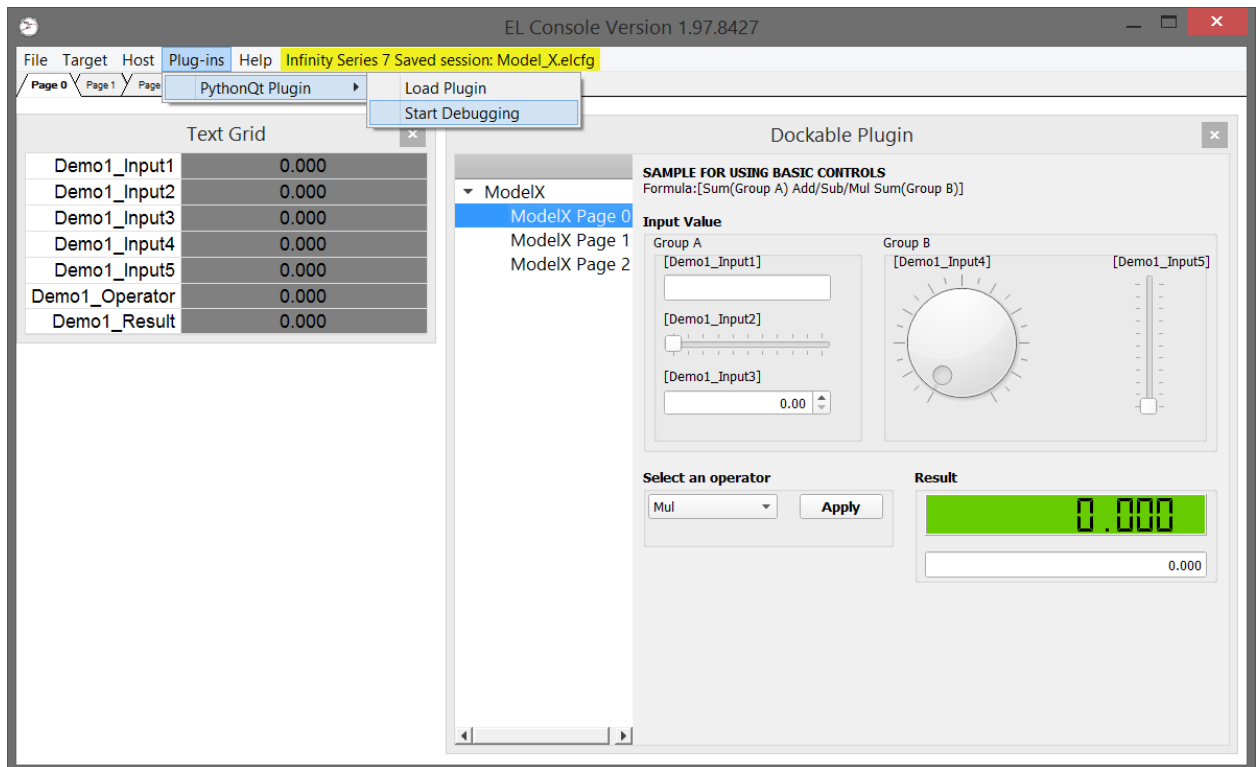 EL Console Version 1.97.8427
File Target Host Plug-ins Help Infinity Series 7 Saved session: Model_X.elcfg
Page 0 Page 1 Page
PythonQt Plugin
Load Plugin
Start Debugging
Text Grid
Demo1_Input1 0.000
Demo1_Input2 0.000
Demo1_Input3 0.000
Demo1_Input4 0.000
Demo1_Input5 0.000
Demo1_Operator 0.000
Demo1_Result 0.000
Dockable Plugin
ModelX
ModelX Page 0
ModelX Page 1
ModelX Page 2
SAMPLE FOR USING BASIC CONTROLS
Formula:[Sum(Group A) Add/Sub/Mul Sum(Group B)]
Input Value
Group A
[Demo1_Input1]
[Demo1_Input2]
[Demo1_Input3]
0.00
Group B
[Demo1_Input4] [Demo1_Input5]
Select an operator
Mul Apply
Result
0.000
0.000